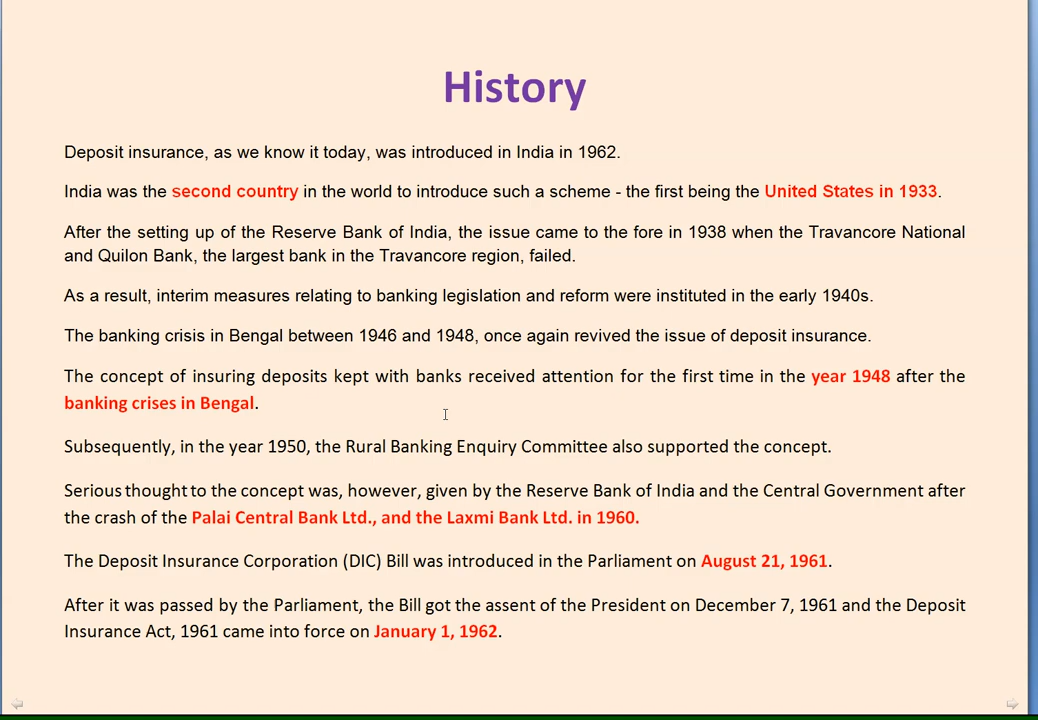 History
Deposit insurance, as we know it today, was introduced in India in 1962.
India was the second country in the world to introduce such a scheme - the first being the United States in 1933.
After the setting up of the Reserve Bank of India, the issue came to the fore in 1938 when the Travancore National
and Quilon Bank, the largest bank in the Travancore region, failed.
As a result, interim measures relating to banking legislation and reform were instituted in the early 1940s.
The banking crisis in Bengal between 1946 and 1948, once again revived the issue of deposit insurance.
The concept of insuring deposits kept with banks received attention for the first time in the year 1948 after the
banking crises in Bengal.
Subsequently, in the year 1950, the Rural Banking Enquiry Committee also supported the concept.
Serious thought to the concept was, however, given by the Reserve Bank of India and the Central Government after
the crash of the Palai Central Bank Ltd., and the Laxmi Bank Ltd. in 1960.
The Deposit Insurance Corporation (DIC) Bill was introduced in the Parliament on August 21, 1961.
After it was passed by the Parliament, the Bill got the assent of the President on December 7, 1961 and the Deposit
Insurance Act, 1961 came into force on January 1, 1962.